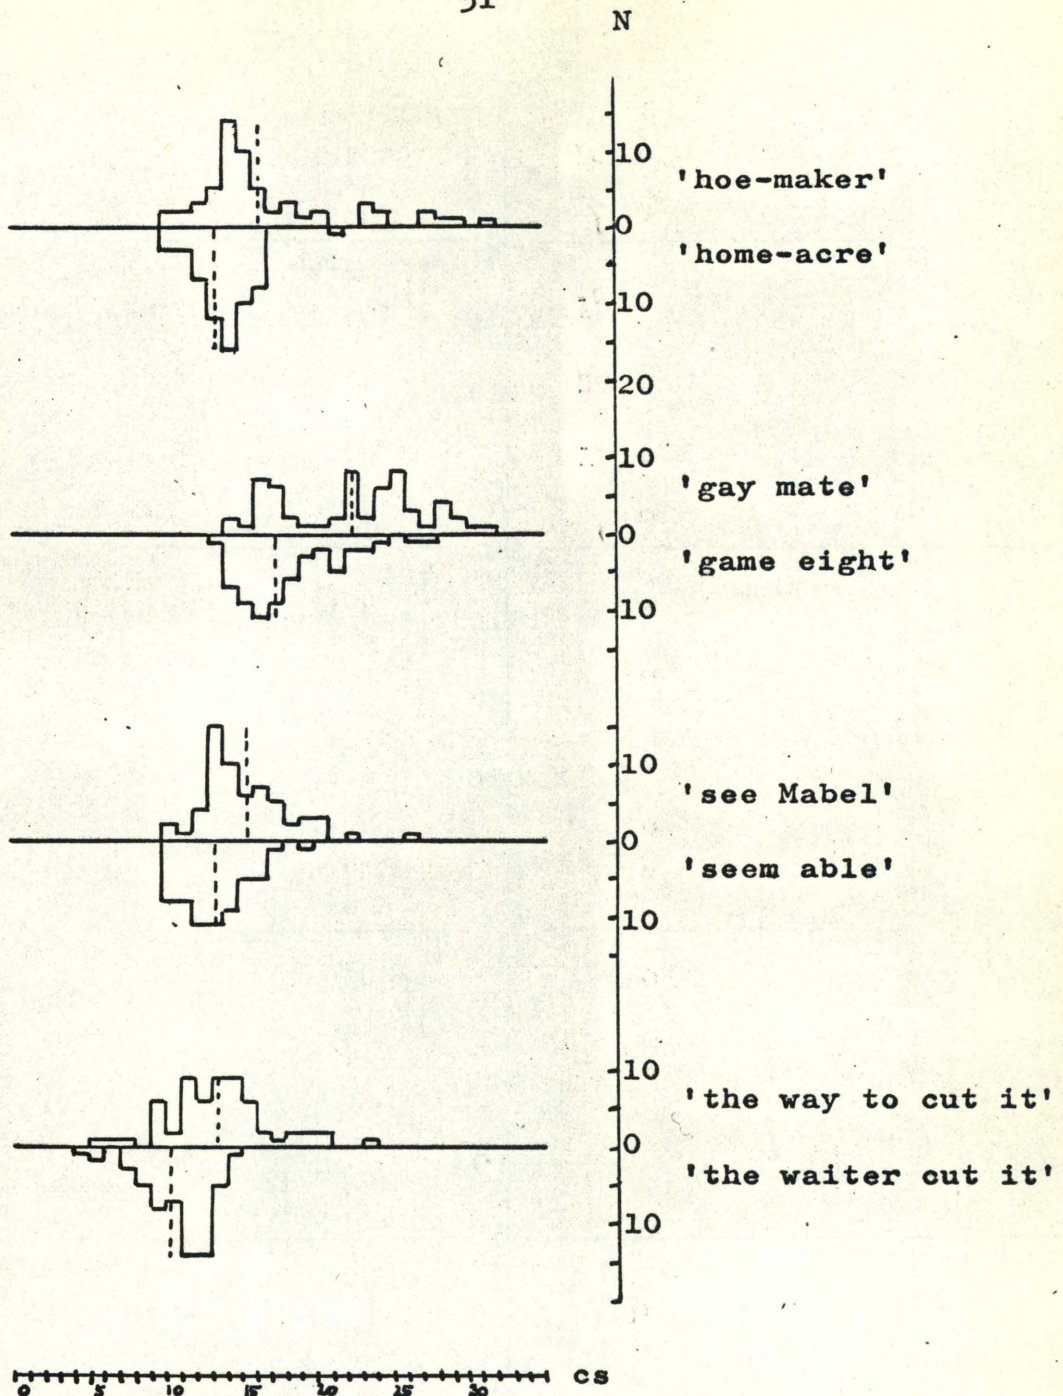 N
10
'hoe-maker'
0
'home-acre'
10
20
10
'gay mate'
0
'game eight'
10
10
'see Mabel'
0
'seem able'
10
10
'the way to cut it'
0
'the waiter cut it'
10
0 5 10 15 20 25 30 cs